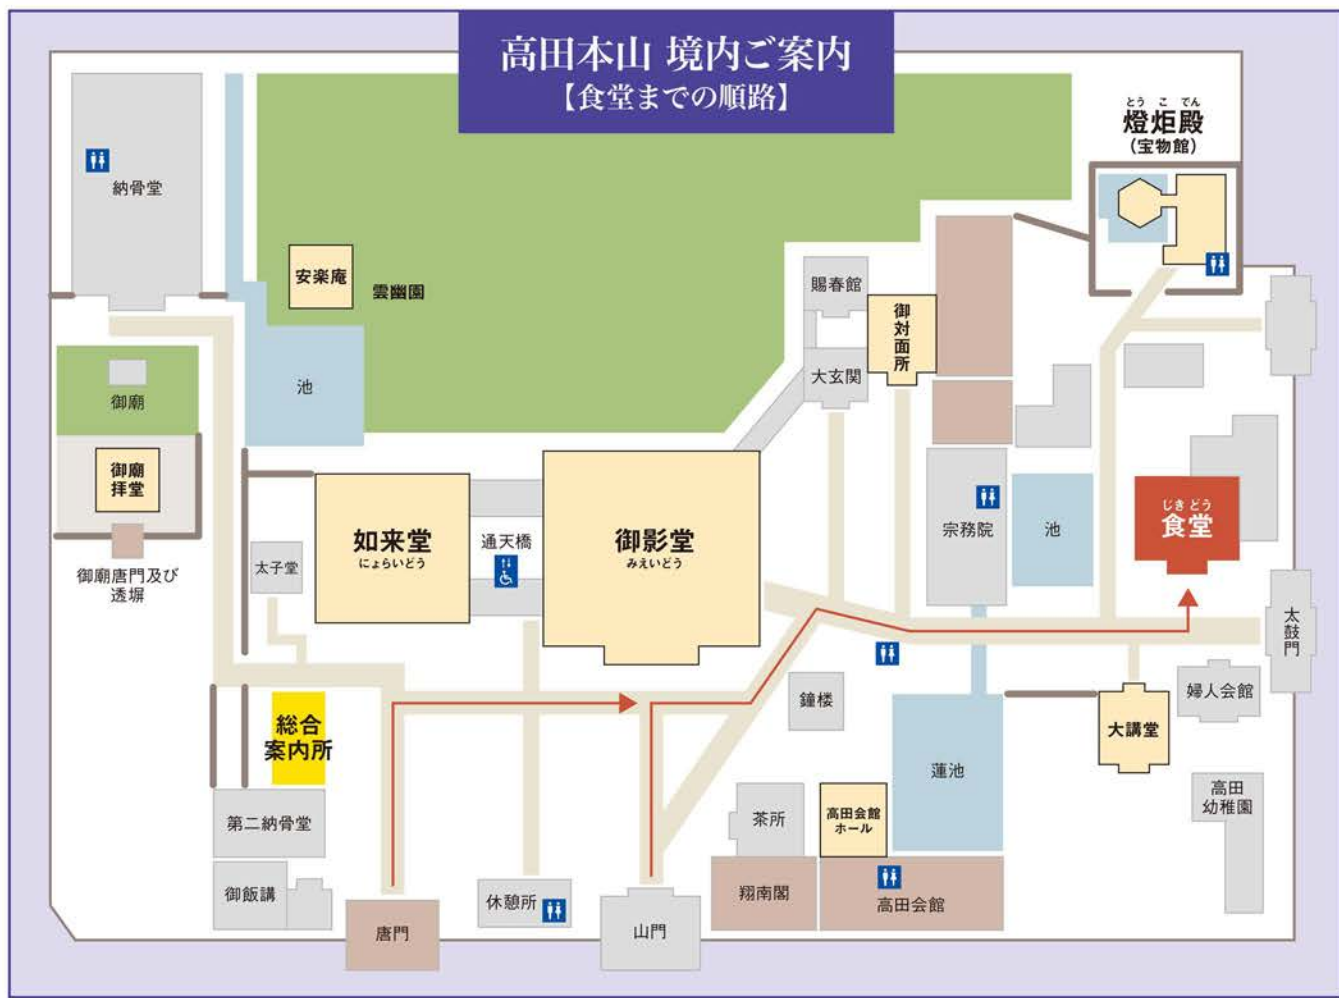 高田本山 境内ご案内
【食堂までの順路】
とうこでん
燈炬殿
(宝物館)
納骨堂
安楽庵
雲幽園
賜春館
御対面所
大玄関
池
御廟
御廟
拝堂
御廟唐門及び
透塀
太子堂
如来堂
にょらいどう
通天橋
御影堂
みえいどう
宗務院
池
じきどう
食堂
太鼓門
婦人会館
大講堂
鐘楼
総合
案内所
蓮池
高田
幼稚園
第二納骨堂
茶所
高田会館
ホール
御飯講
休憩所
翔南閣
高田会館
唐門
山門